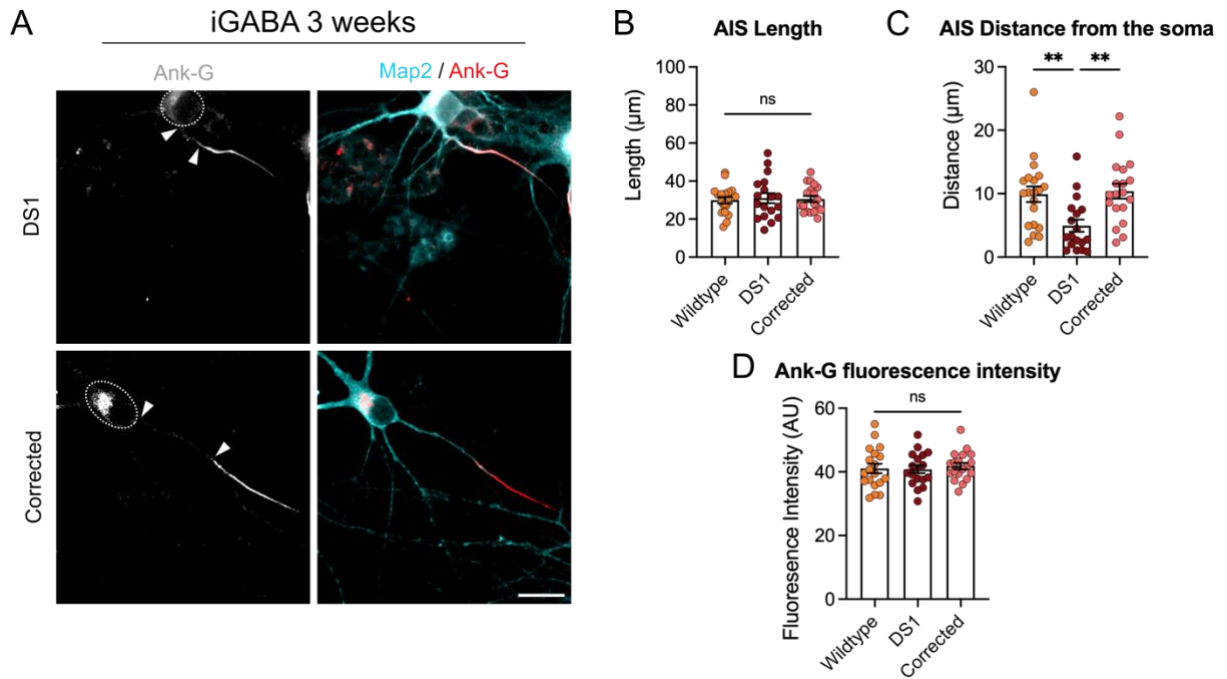 A
iGABA 3 weeks
Ank-G
Map2 / Ank-G
DS1
Corrected
B
AIS Length
Length (μm)
100
80
60
40
20
0
ns
Wildtype
DS1
Corrected
C
AIS Distance from the soma
Distance (μm)
30
20
10
0
** **
Wildtype
DS1
Corrected
D
Ank-G fluorescence intensity
Fluoresence Intensity (AU)
60
40
20
0
ns
Wildtype
DS1
Corrected